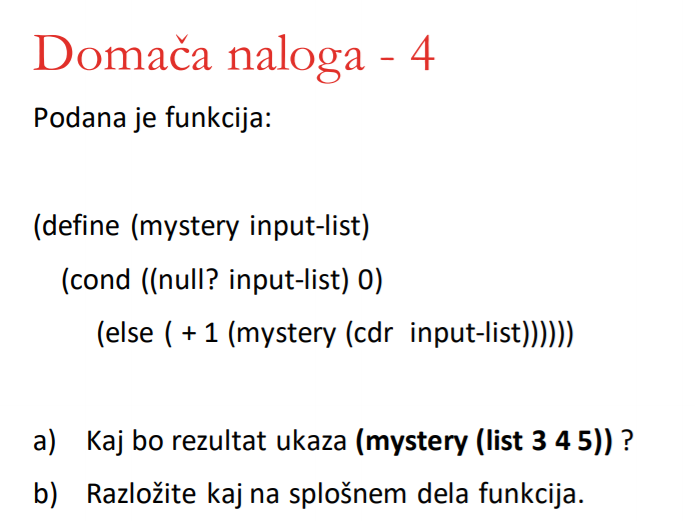 Domača naloga - 4
Podana je funkcija:
(define (mystery input-list)
(cond ((null? input-list) 0)
(else ( + 1 (mystery (cdr  input-list))))))
a) Kaj bo rezultat ukaza (mystery (list 3 4 5)) ?
b) Razložite kaj na splošnem dela funkcija.